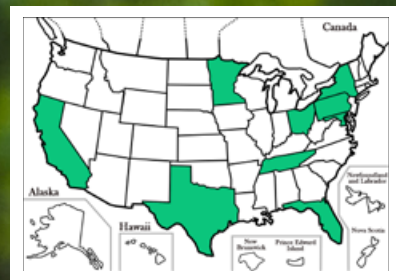 Canada
Newfoundland
and Labrador
Alaska
Hawaii
New
Brunswick
Prince Edward
Island
Nova Scotia